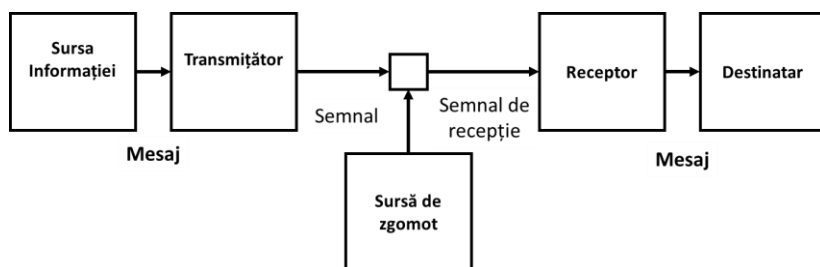 Sursa
Informației
Transmițător
Receptor
Destinatar
Semnal
Semnal de
recepție
Mesaj
Mesaj
Sursă de
zgomot